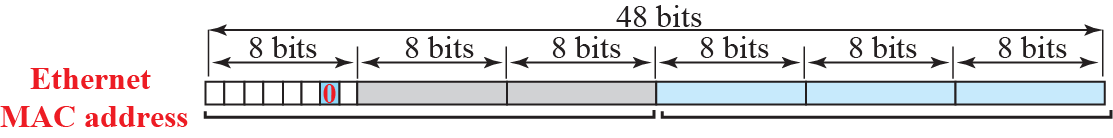 48 bits
8 bits 8 bits 8 bits 8 bits 8 bits 8 bits
Ethernet
MAC address
0